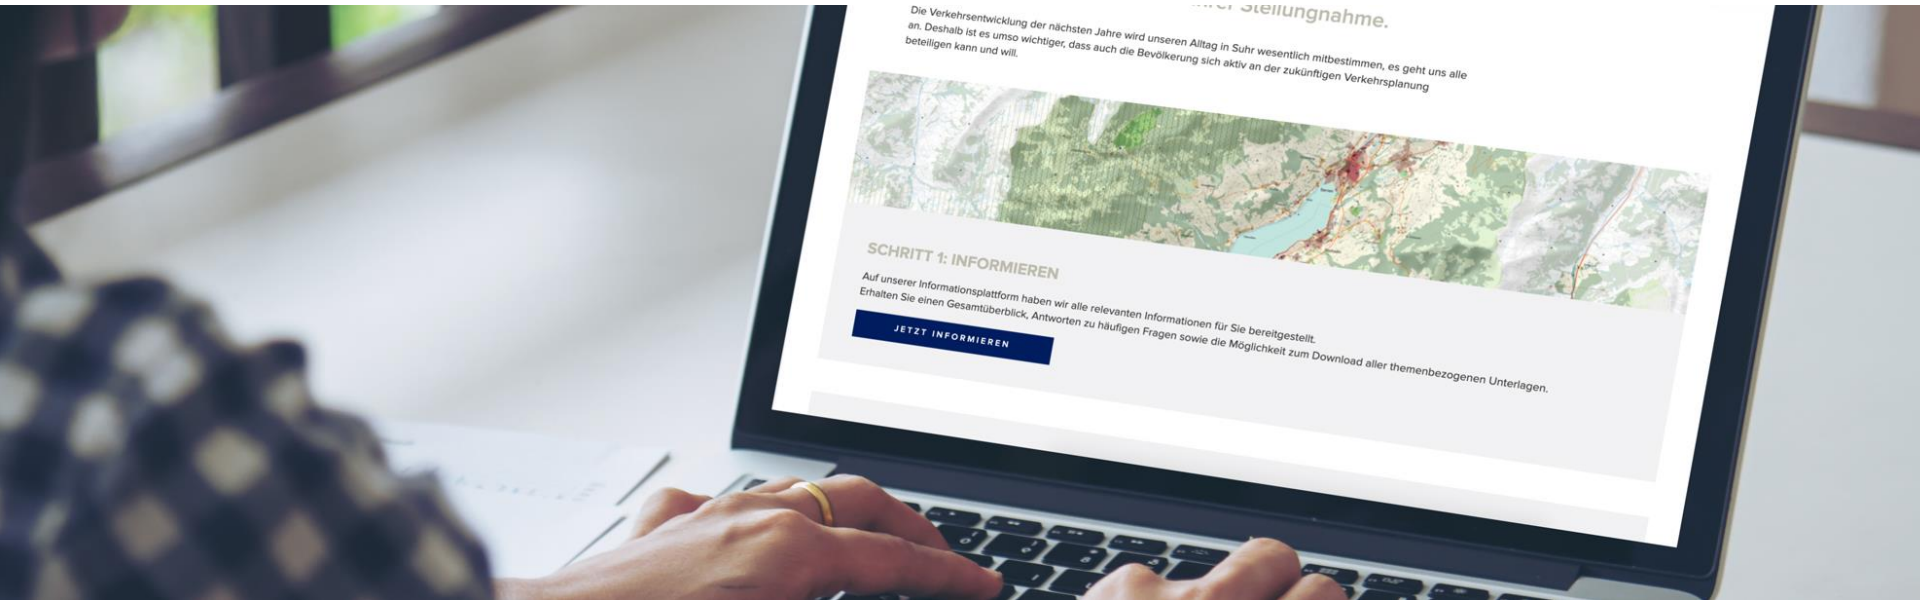 Stellungnahme.
Die Verkehrsentwicklung der nächsten Jahre wird unseren Alltag in Suhr wesentlich mitbestimmen, es geht uns alle
an. Deshalb ist es umso wichtiger, dass auch die Bevölkerung sich aktiv an der zukünftigen Verkehrsplanung
beteiligen kann und will.
SCHRITT 1: INFORMIEREN
Auf unserer Informationsplattform haben wir alle relevanten Informationen für Sie bereitgestellt.
Erhalten Sie einen Gesamtüberblick, Antworten zu häufigen Fragen sowie die Möglichkeit zum Download aller themenbezogenen Unterlagen.
JETZT INFORMIEREN